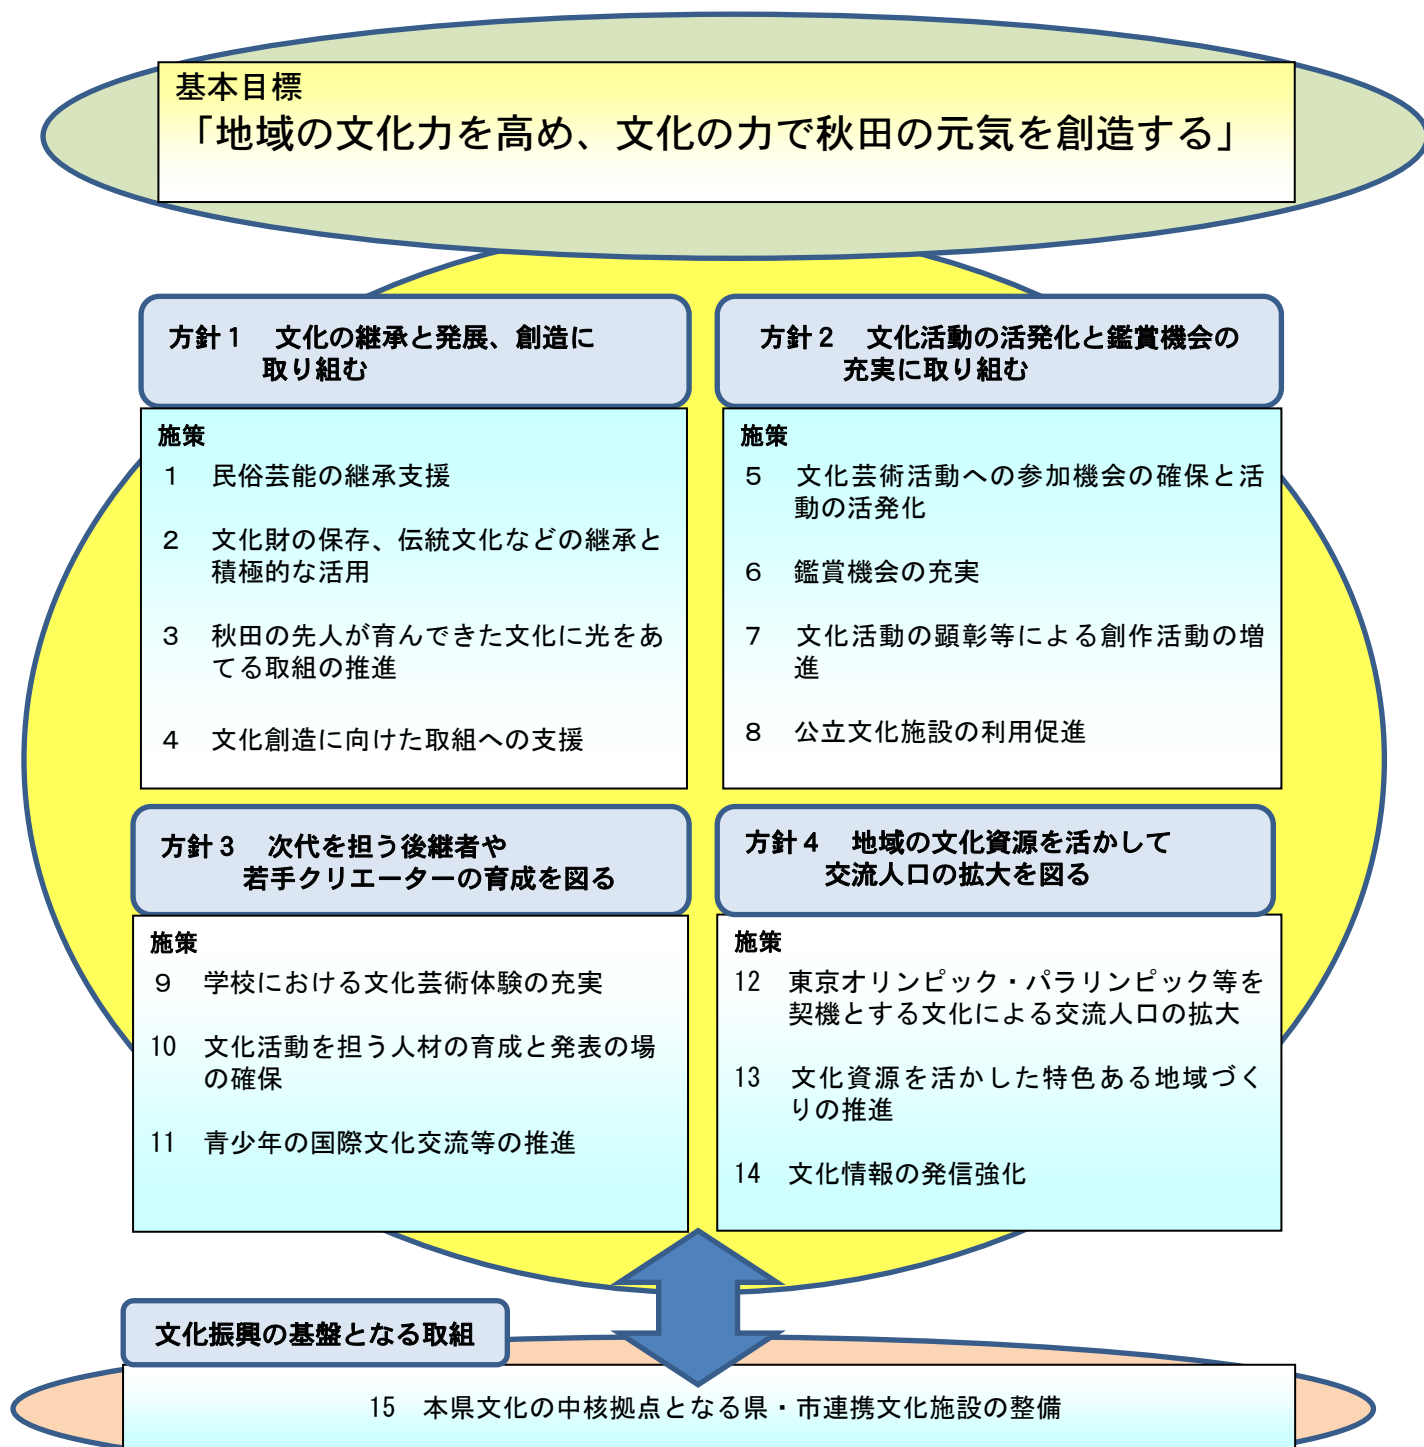 基本目標
「地域の文化力を高め、文化の力で秋田の元気を創造する」
方針1　文化の継承と発展、創造に
取り組む
施策
1　民俗芸能の継承支援
2　文化財の保存、伝統文化などの継承と
積極的な活用
3　秋田の先人が育んできた文化に光をあ
てる取組の推進
4　文化創造に向けた取組への支援
方針2　文化活動の活発化と鑑賞機会の
充実に取り組む
施策
5　文化芸術活動への参加機会の確保と活
動の活発化
6　鑑賞機会の充実
7　文化活動の顕彰等による創作活動の増
進
8　公立文化施設の利用促進
方針3　次代を担う後継者や
若手クリエーターの育成を図る
施策
9　学校における文化芸術体験の充実
10　文化活動を担う人材の育成と発表の場
の確保
11　青少年の国際文化交流等の推進
方針4　地域の文化資源を活かして
交流人口の拡大を図る
施策
12　東京オリンピック・パラリンピック等を
契機とする文化による交流人口の拡大
13　文化資源を活かした特色ある地域づく
りの推進
14　文化情報の発信強化
文化振興の基盤となる取組
15　本県文化の中核拠点となる県・市連携文化施設の整備